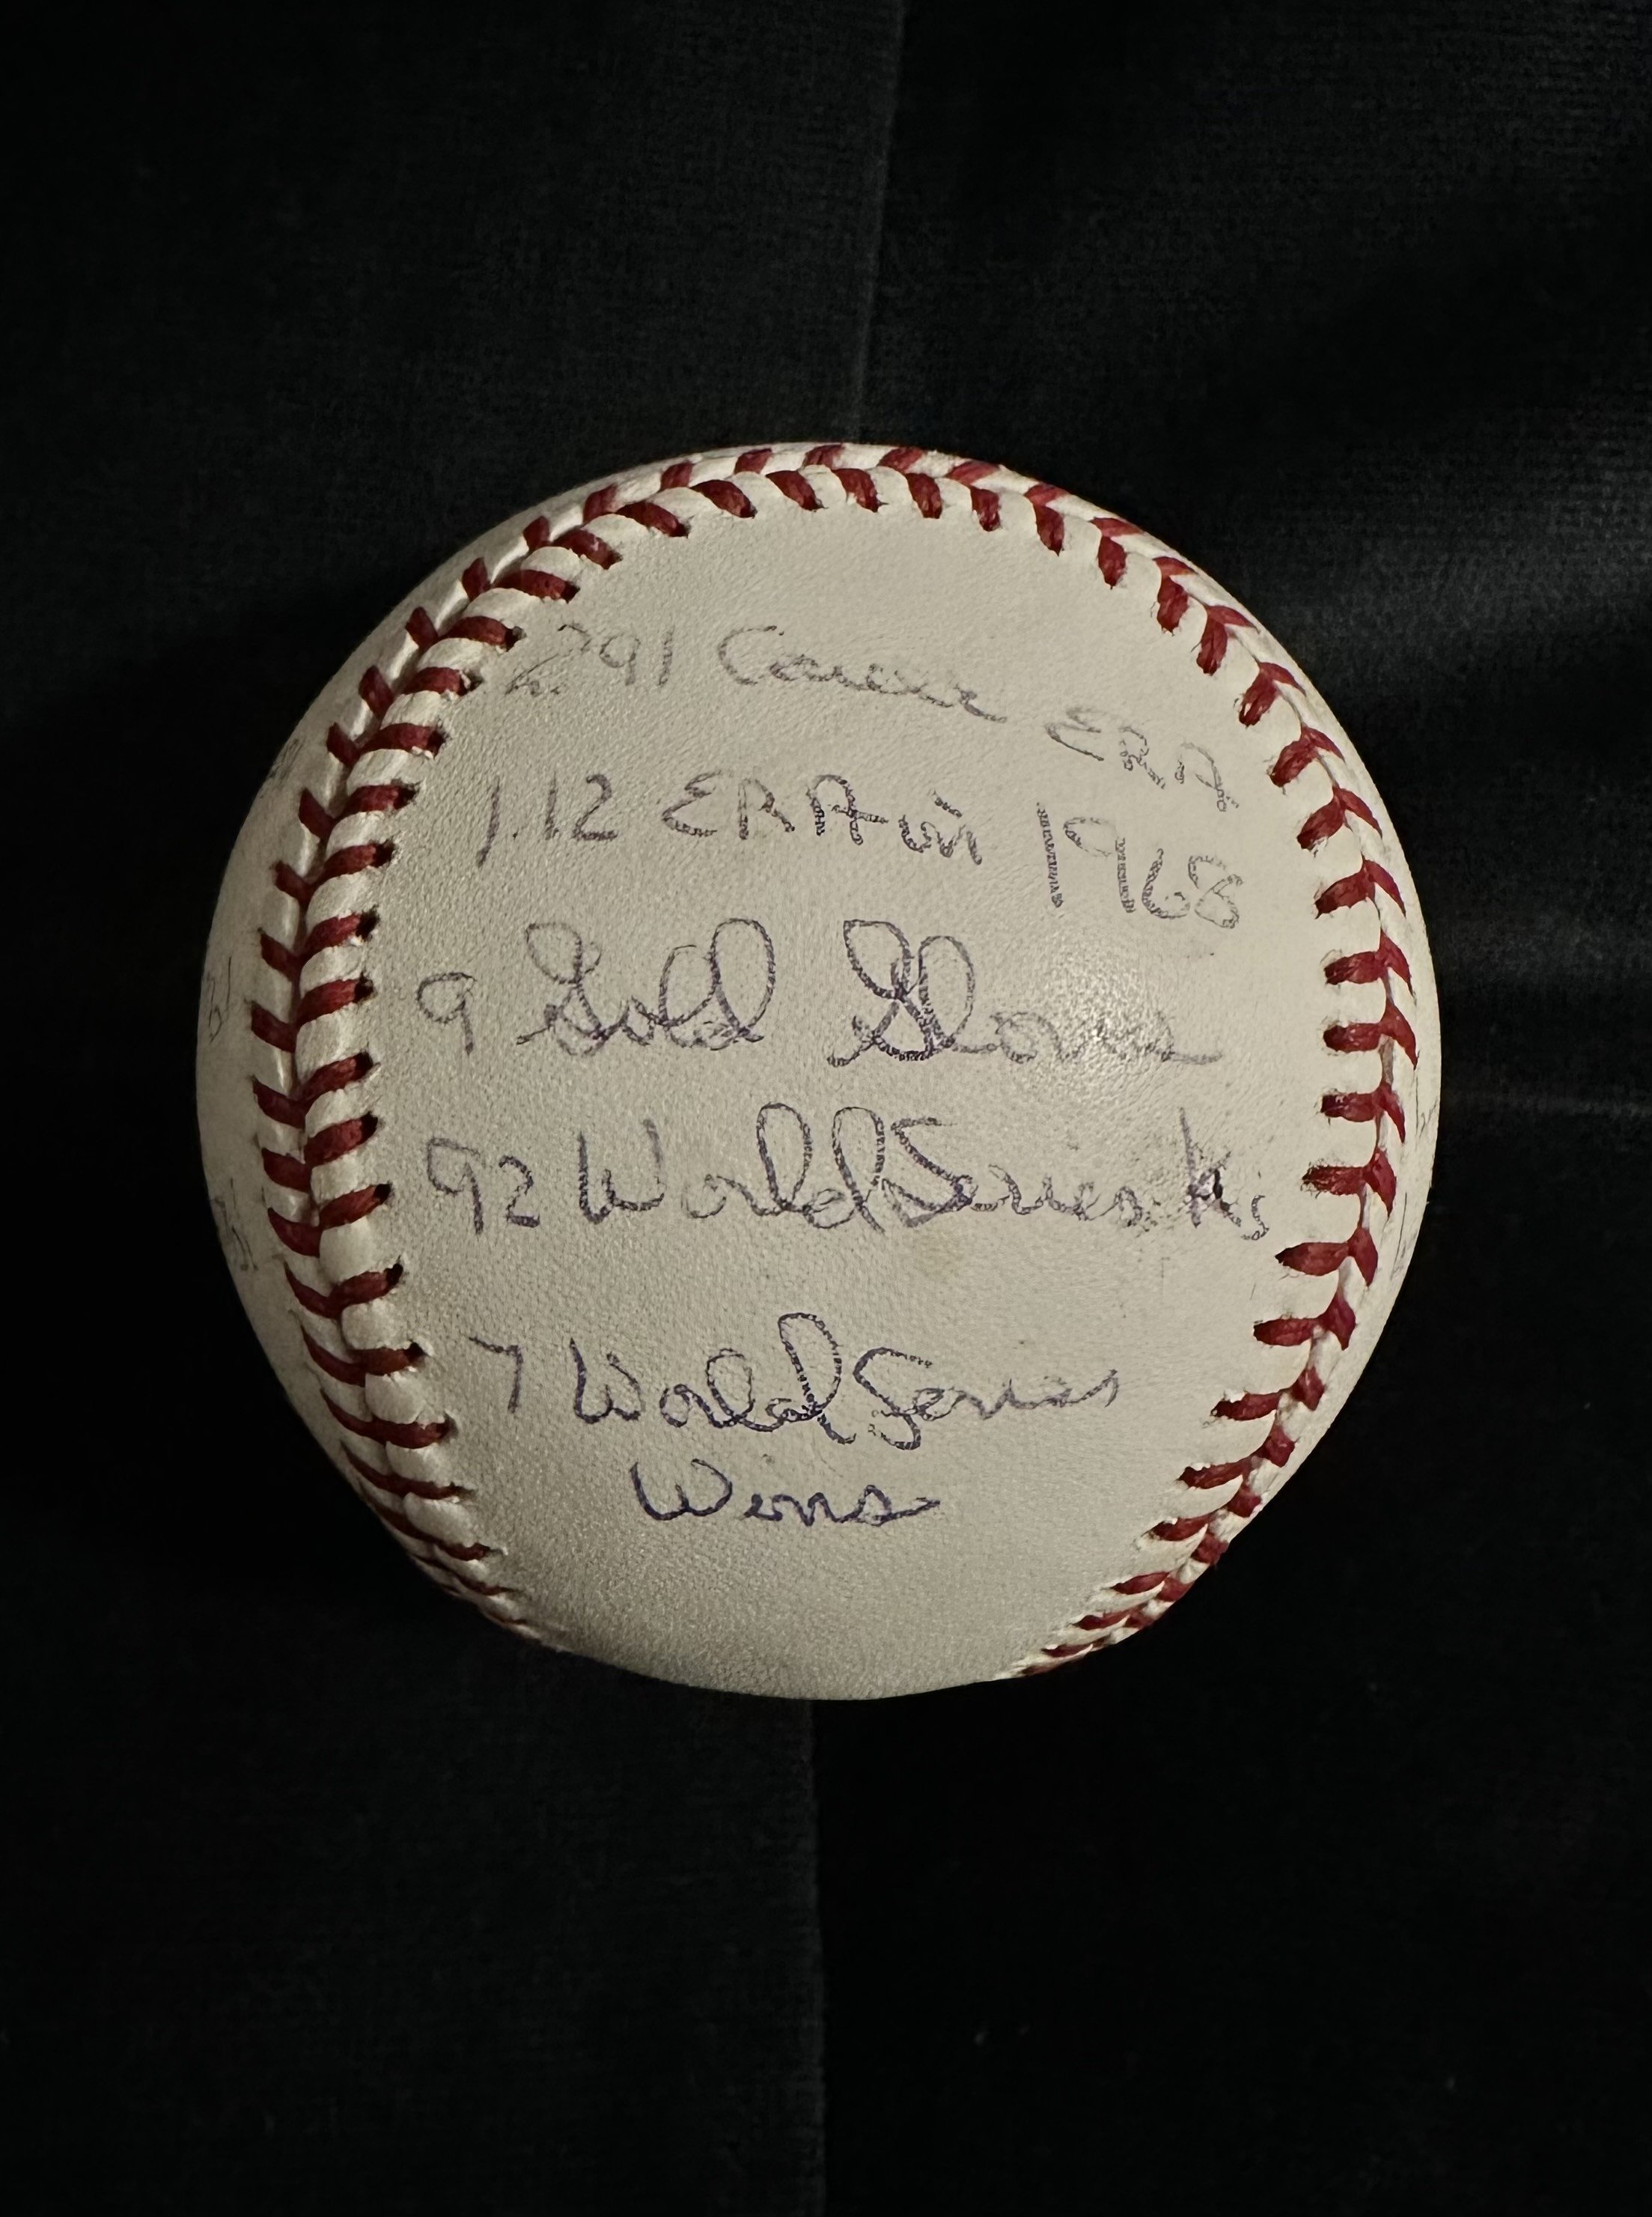 2.91 Career ERA
1.12 ERA in 1968
9 Gold Gloves
92 World Series K's
7 World Series
Wins